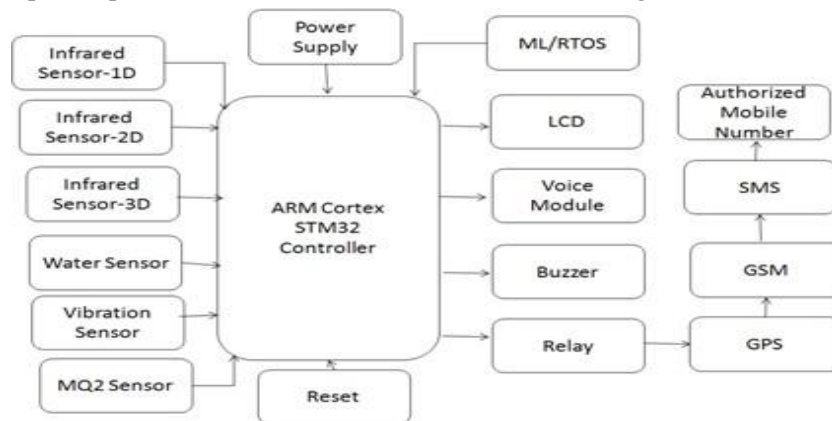 Power
Supply
ML/RTOS
Infrared
Sensor-1D
Infrared
Sensor-2D
Infrared
Sensor-3D
Water Sensor
Vibration
Sensor
MQ2 Sensor
ARM Cortex
STM32
Controller
Reset
LCD
Voice
Module
Buzzer
Relay
Authorized
Mobile
Number
SMS
GSM
GPS